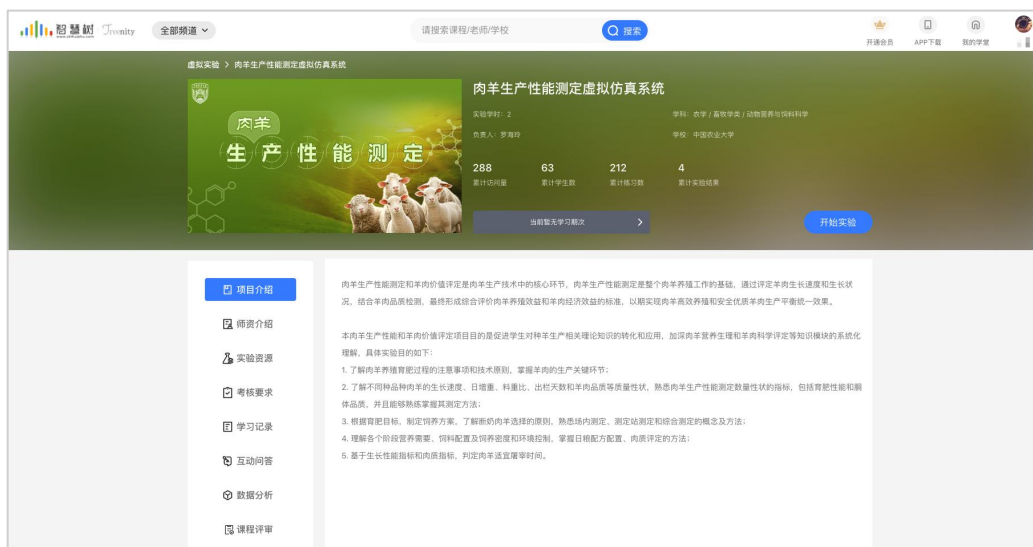 智慧树 Treenity 全部频道 请搜索课程/老师/学校 搜索 开通会员 APP下载 我的学堂
虚拟实验 > 肉羊生产性能测定虚拟仿真系统
肉羊
生产性能测定
肉羊生产性能测定虚拟仿真系统
实验学时：2 学科：农学 / 畜牧学类 / 动物营养与饲料科学
负责人：罗海玲 学校：中国农业大学
288 63 212 4
累计访问量 累计学生数 累计练习数 累计实验结果
当前暂无学习期次 > 开始实验
项目介绍
师资介绍
实验资源
考核要求
学习记录
互动问答
数据分析
课程评审
肉羊生产性能测定和羊肉价值评定是肉羊生产技术中的核心环节，肉羊生产性能测定是整个肉羊养殖工作的基础，通过评定羊肉生长速度和生长状
况、结合羊肉品质检测，最终形成综合评价肉羊养殖效益和羊肉经济效益的标准，以期实现肉羊高效养殖和安全优质羊肉生产平衡统一效果。
本肉羊生产性能和羊肉价值评定项目目的是促进学生对种羊生产相关理论知识的转化和应用，加深肉羊营养生理和羊肉科学评定等知识模块的系统化
理解，具体实验目的如下：
1. 了解肉羊养殖育肥过程的注意事项和技术原则，掌握羊肉的生产关键环节；
2. 了解不同种品种肉羊的生长速度、日增重、料重比、出栏天数和羊肉品质等质量性状，熟悉肉羊生产性能测定数量性状的指标，包括育肥性能和胴
体品质，并且能够熟练掌握其测定方法；
3. 根据育肥目标，制定饲养方案，了解断奶肉羊选择的原则，熟悉场内测定、测定站测定和综合测定的概念及方法；
4. 理解各个阶段营养需要、饲料配置及饲养密度和环境控制，掌握日粮配方配置、肉质评定的方法；
5. 基于生长性能指标和肉质指标，判定肉羊适宜屠宰时间。